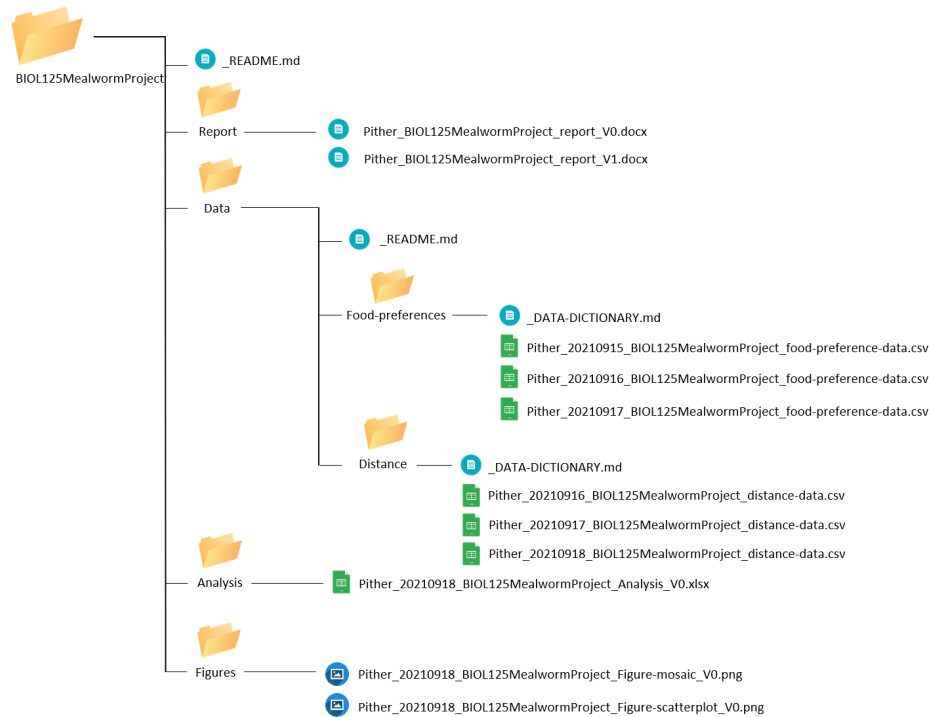 BIOL125MealwormProject
_README.md
Report
Pither_BIOL125MealwormProject_report_V0.docx
Pither_BIOL125MealwormProject_report_V1.docx
Data
_README.md
Food-preferences
_DATA-DICTIONARY.md
Pither_20210915_BIOL125MealwormProject_food-preference-data.csv
Pither_20210916_BIOL125MealwormProject_food-preference-data.csv
Pither_20210917_BIOL125MealwormProject_food-preference-data.csv
Distance
_DATA-DICTIONARY.md
Pither_20210916_BIOL125MealwormProject_distance-data.csv
Pither_20210917_BIOL125MealwormProject_distance-data.csv
Pither_20210918_BIOL125MealwormProject_distance-data.csv
Analysis
Pither_20210918_BIOL125MealwormProject_Analysis_V0.xlsx
Figures
Pither_20210918_BIOL125MealwormProject_Figure-mosaic_V0.png
Pither_20210918_BIOL125MealwormProject_Figure-scatterplot_V0.png